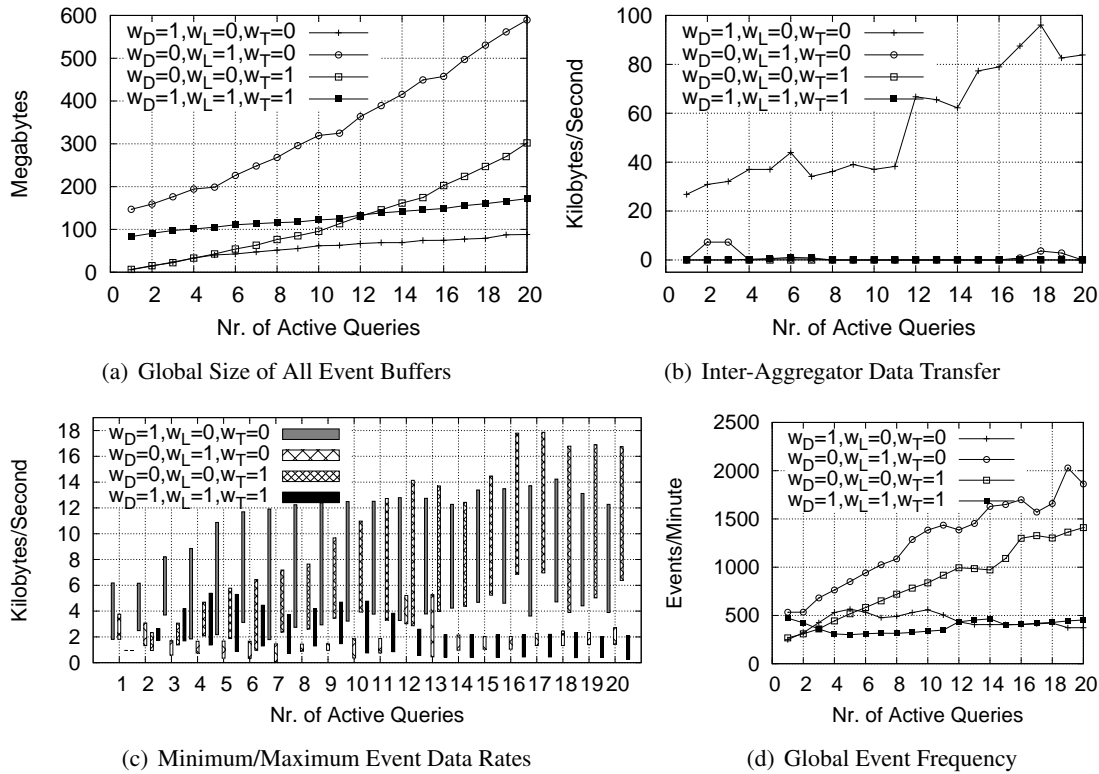 w_D=1,w_L=0,w_T=0
w_D=0,w_L=1,w_T=0
w_D=0,w_L=0,w_T=1
w_D=1,w_L=1,w_T=1
600
500
400
300
200
100
0
Megabytes
0 2 4 6 8 10 12 14 16 18 20
Nr. of Active Queries
(a) Global Size of All Event Buffers
w_D=1,w_L=0,w_T=0
w_D=0,w_L=1,w_T=0
w_D=0,w_L=0,w_T=1
w_D=1,w_L=1,w_T=1
100
80
60
40
20
0
Kilobytes/Second
0 2 4 6 8 10 12 14 16 18 20
Nr. of Active Queries
(b) Inter-Aggregator Data Transfer
w_D=1,w_L=0,w_T=0
w_D=0,w_L=1,w_T=0
w_D=0,w_L=0,w_T=1
w_D=1,w_L=1,w_T=1
18
16
14
12
10
8
6
4
2
0
Kilobytes/Second
1 2 3 4 5 6 7 8 9 10 11 12 13 14 15 16 17 18 19 20
Nr. of Active Queries
(c) Minimum/Maximum Event Data Rates
w_D=1,w_L=0,w_T=0
w_D=0,w_L=1,w_T=0
w_D=0,w_L=0,w_T=1
w_D=1,w_L=1,w_T=1
2500
2000
1500
1000
500
0
Events/Minute
0 2 4 6 8 10 12 14 16 18 20
Nr. of Active Queries
(d) Global Event Frequency